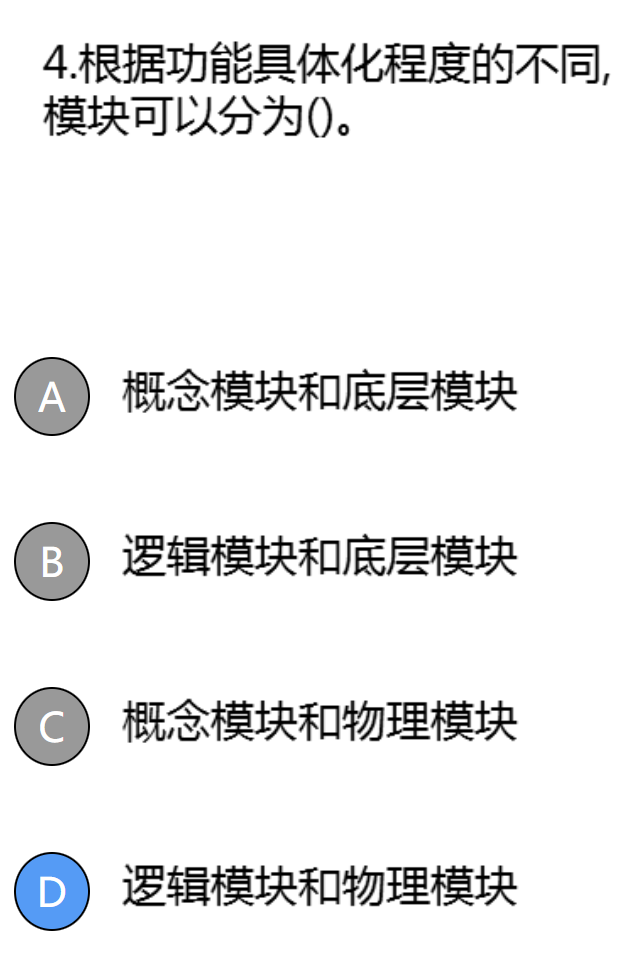 4.根据功能具体化程度的不同,
模块可以分为()。
A 概念模块和底层模块
B 逻辑模块和底层模块
C 概念模块和物理模块
D 逻辑模块和物理模块